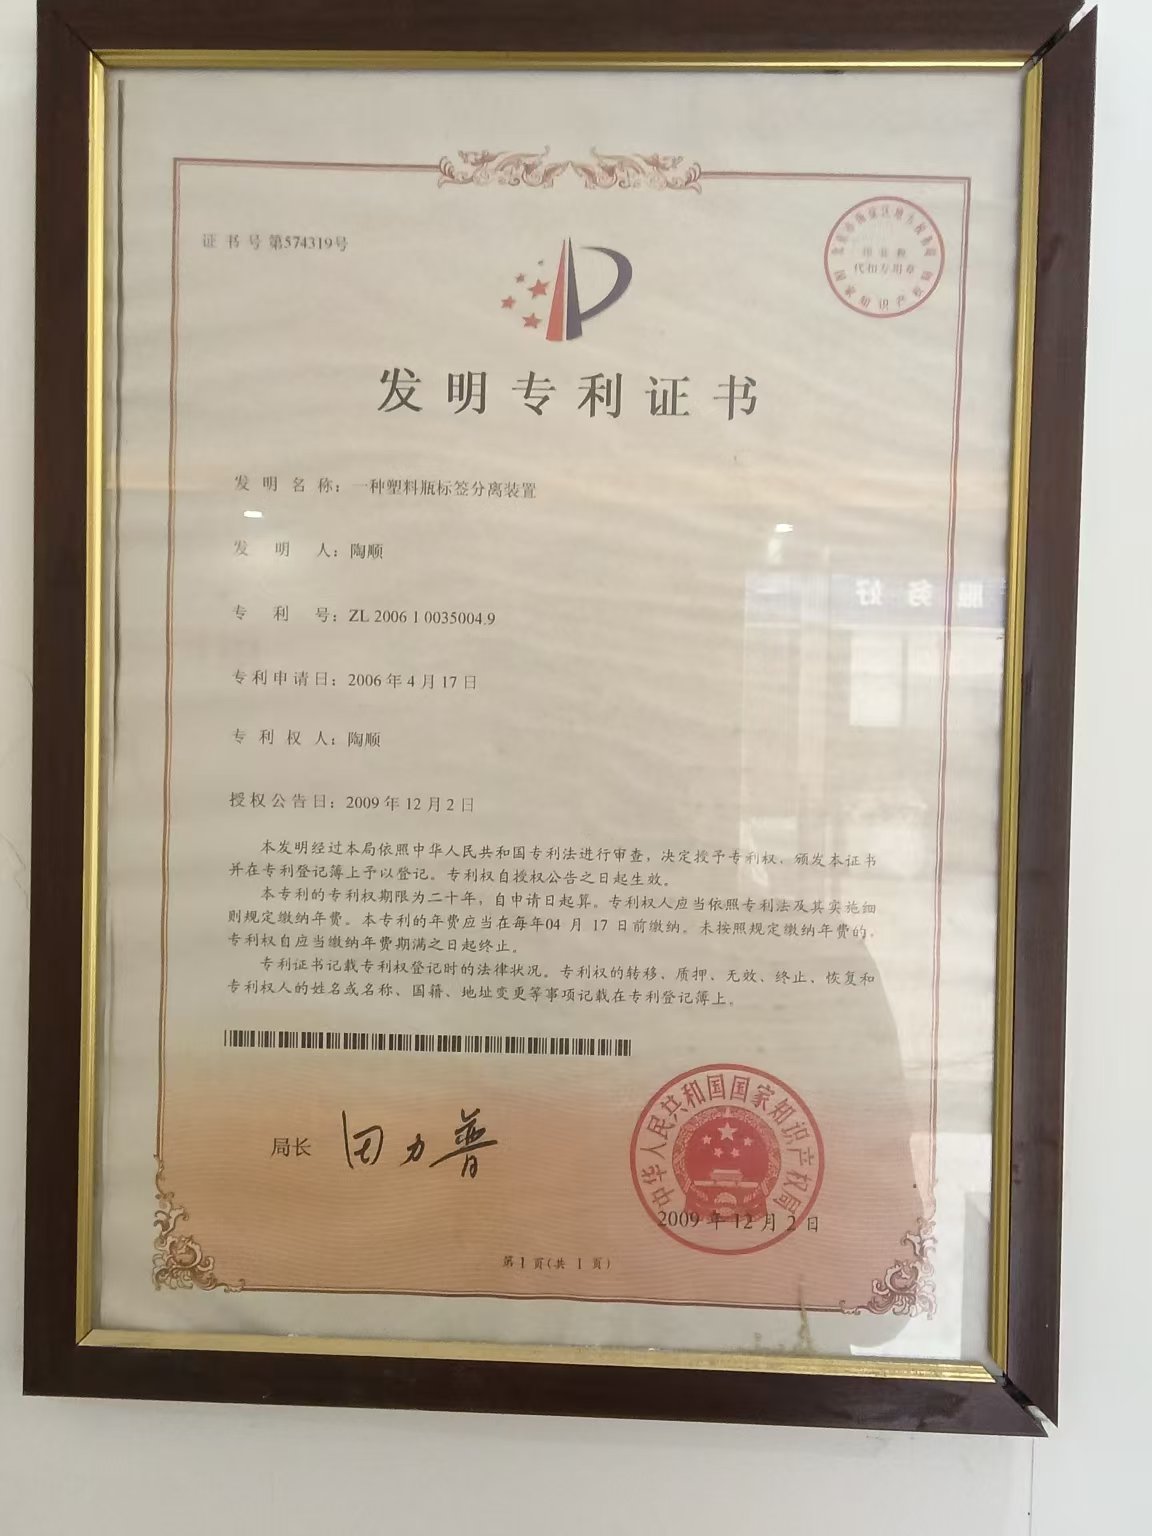 证书号第574319号
国家知识产权局
代扣专用章
发明专利证书
发明名称：一种塑料瓶标签分离装置
发明人：陶顺
专利号：ZL 2006 1 0035004.9
专利申请日：2006年4月17日
专利权人：陶顺
授权公告日：2009年12月2日
本发明经过本局依照中华人民共和国专利法进行审查，决定授予专利权，颁发本证书
并在专利登记簿上予以登记。专利权自授权公告之日起生效。
本专利的专利权期限为二十年，自申请日起算。专利权人应当依照专利法及其实施细
则规定缴纳年费。本专利的年费应当在每年04月17日前缴纳。未按照规定缴纳年费的，
专利权自应当缴纳年费期满之日起终止。
专利证书记载专利权登记时的法律状况。专利权的转移、质押、无效、终止、恢复和
专利权人的姓名或名称、国籍、地址变更等事项记载在专利登记簿上。
局长 田力普
中华人民共和国国家知识产权局
2009年12月2日
第1页(共1页)
服务好